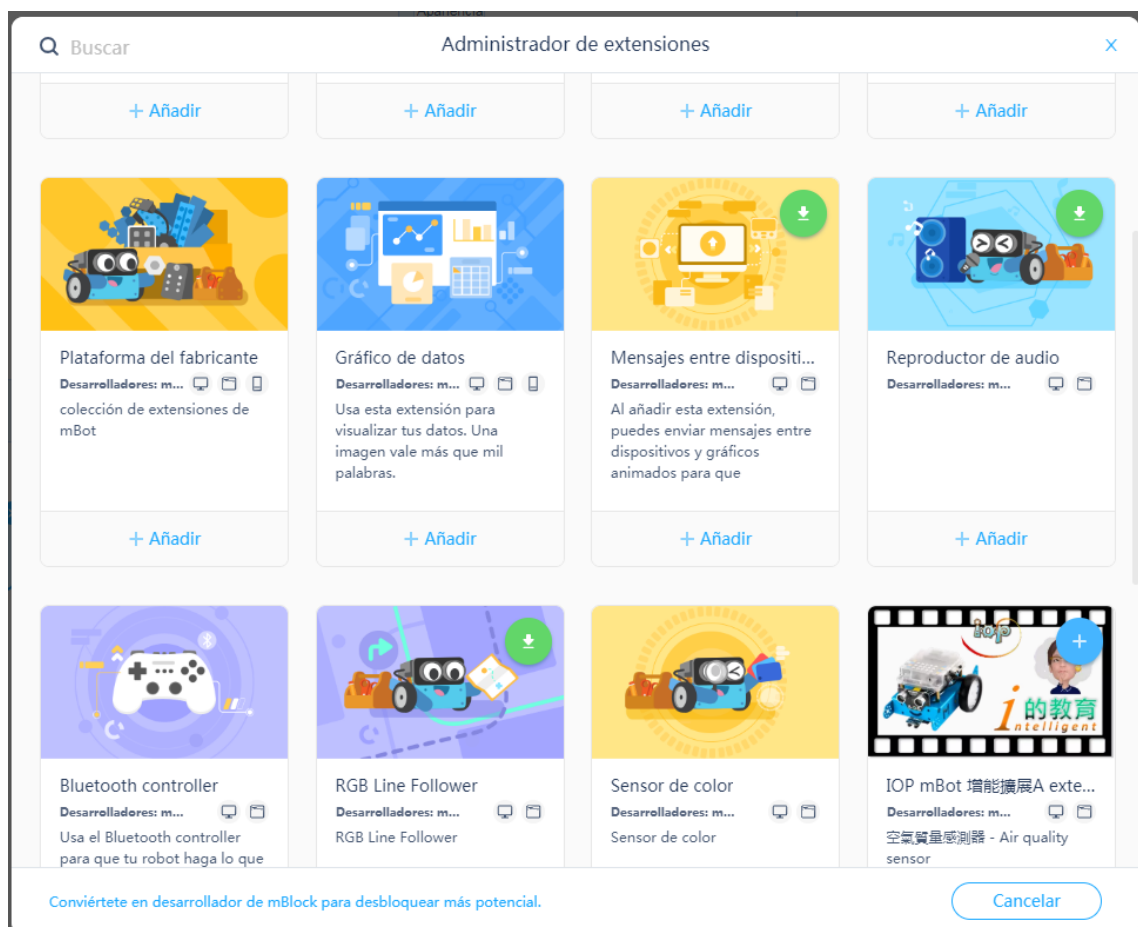 Buscar
Administrador de extensiones
+ Añadir
+ Añadir
+ Añadir
+ Añadir
Plataforma del fabricante
Desarrolladores: m...
colección de extensiones de
mBot
+ Añadir
Gráfico de datos
Desarrolladores: m...
Usa esta extensión para
visualizar tus datos. Una
imagen vale más que mil
palabras.
+ Añadir
Mensajes entre dispositi...
Desarrolladores: m...
Al añadir esta extensión,
puedes enviar mensajes entre
dispositivos y gráficos
animados para que
+ Añadir
Reproductor de audio
Desarrolladores: m...
+ Añadir
Bluetooth controller
Desarrolladores: m...
Usa el Bluetooth controller
para que tu robot haga lo que
RGB Line Follower
Desarrolladores: m...
RGB Line Follower
Sensor de color
Desarrolladores: m...
Sensor de color
iop
i的教育
intelligent
IOP mBot 增能擴展A exte...
Desarrolladores: m...
空氣質量感測器 - Air quality
sensor
Conviértete en desarrollador de mBlock para desbloquear más potencial.
Cancelar